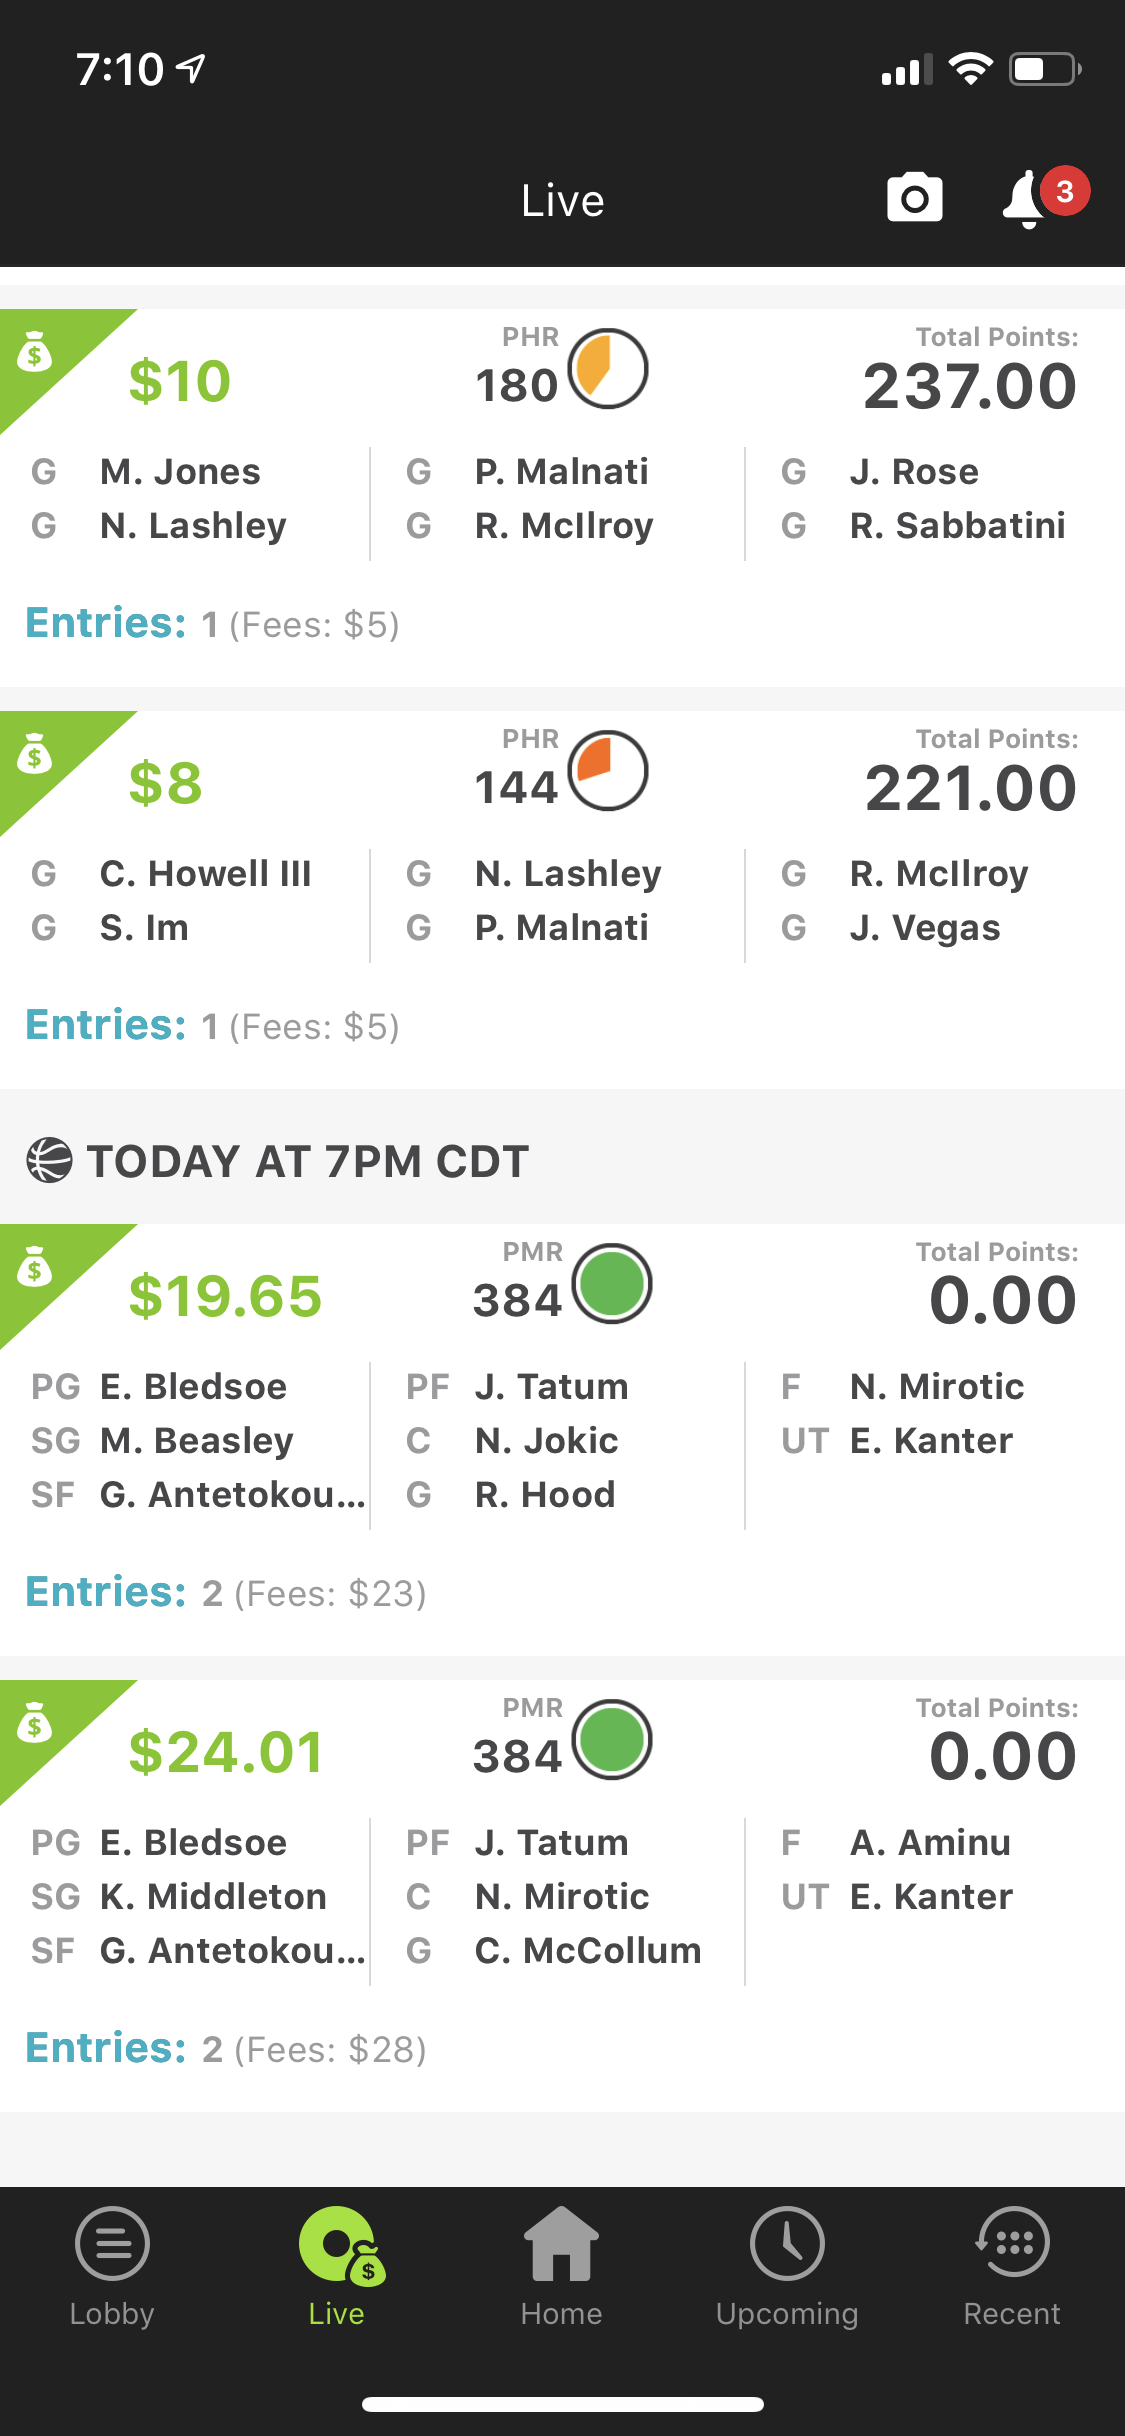 7:10
Live
3
$
$10
PHR
180
Total Points:
237.00
G M. Jones
G N. Lashley
G P. Malnati
G R. McIlroy
G J. Rose
G R. Sabbatini
Entries: 1 (Fees: $5)
$
$8
PHR
144
Total Points:
221.00
G C. Howell III
G S. Im
G N. Lashley
G P. Malnati
G R. McIlroy
G J. Vegas
Entries: 1 (Fees: $5)
TODAY AT 7PM CDT
$
$19.65
PMR
384
Total Points:
0.00
PG E. Bledsoe
SG M. Beasley
SF G. Antetokou...
PF J. Tatum
C N. Jokic
G R. Hood
F N. Mirotic
UT E. Kanter
Entries: 2 (Fees: $23)
$
$24.01
PMR
384
Total Points:
0.00
PG E. Bledsoe
SG K. Middleton
SF G. Antetokou...
PF J. Tatum
C N. Mirotic
G C. McCollum
F A. Aminu
UT E. Kanter
Entries: 2 (Fees: $28)
$
Lobby
Live
Home
Upcoming
Recent